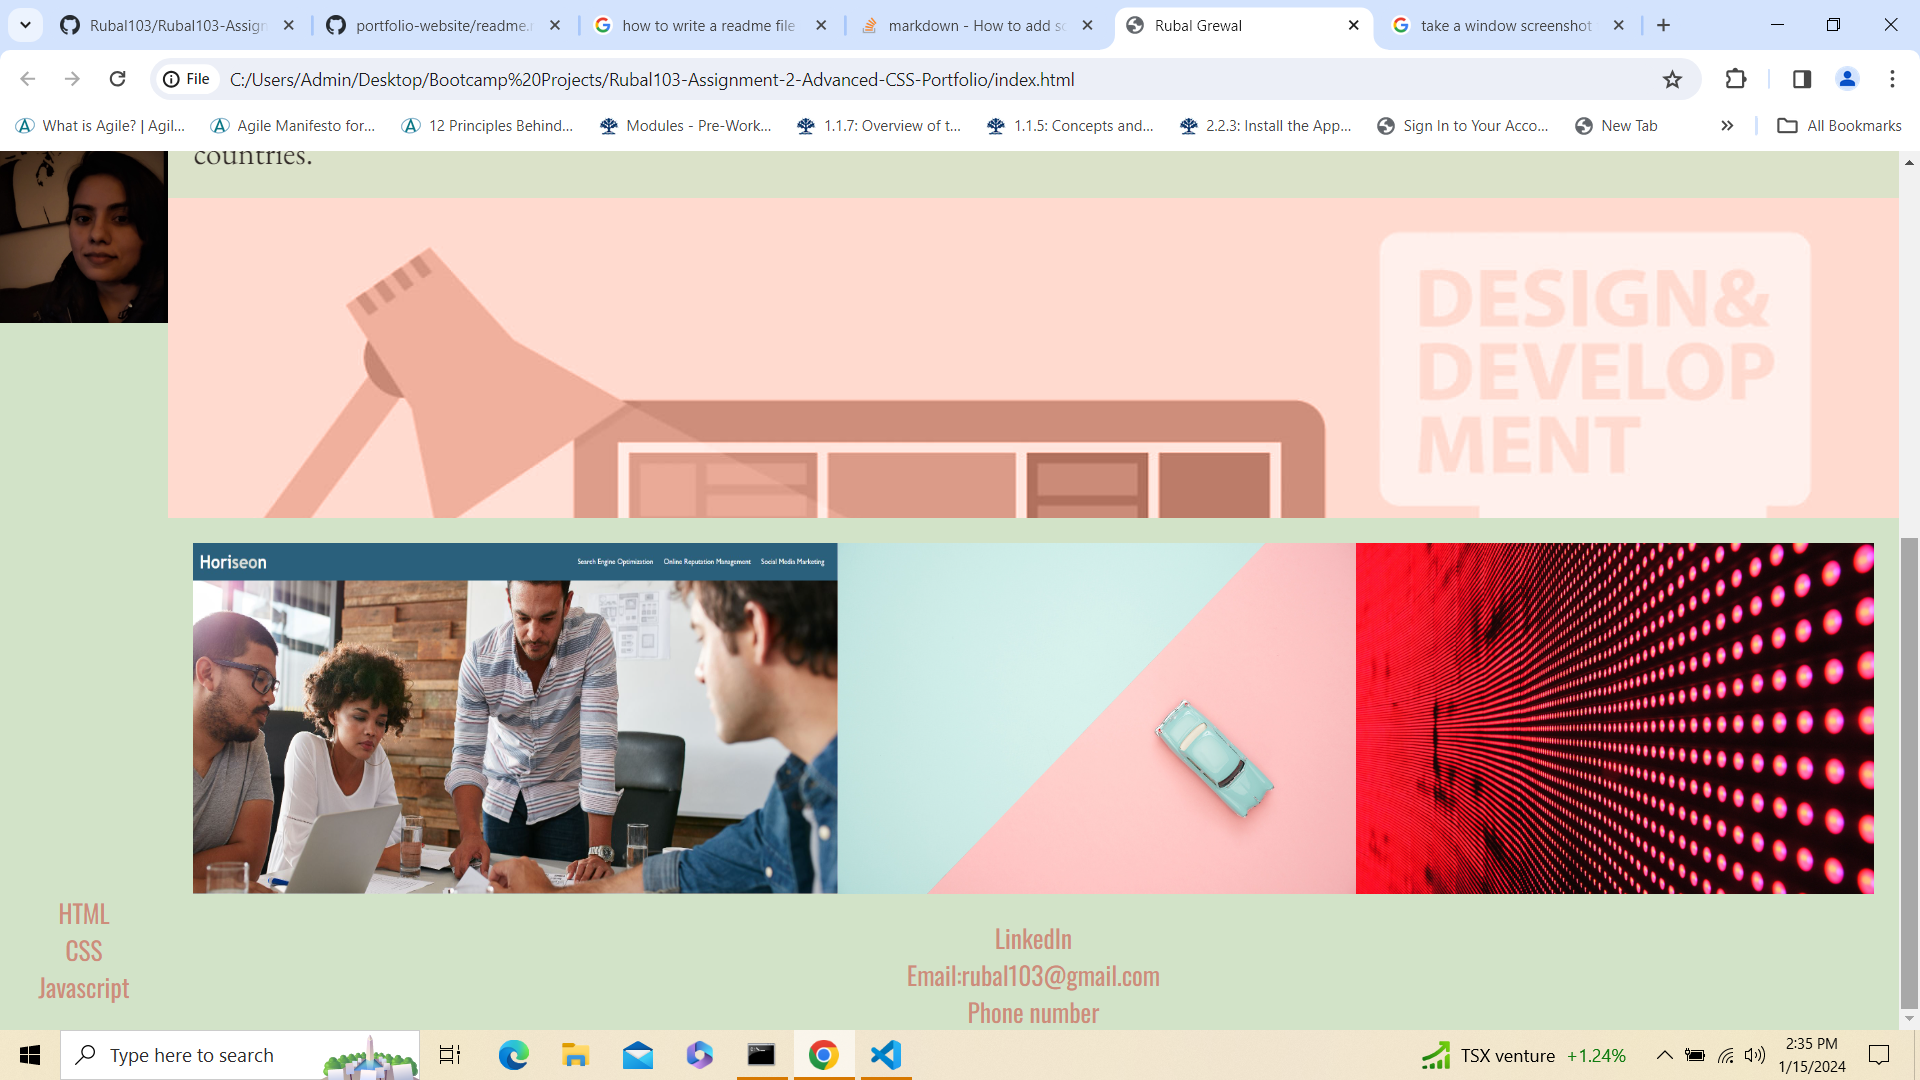 Rubal103/Rubal103-Assign
portfolio-website/readme.r
how to write a readme file
markdown - How to add sc
Rubal Grewal
take a window screenshot
File
C:/Users/Admin/Desktop/Bootcamp%20Projects/Rubal103-Assignment-2-Advanced-CSS-Portfolio/index.html
What is Agile? | Agil...
Agile Manifesto for...
12 Principles Behind...
Modules - Pre-Work...
1.1.7: Overview of t...
1.1.5: Concepts and...
2.2.3: Install the App...
Sign In to Your Acco...
New Tab
All Bookmarks
countries.
DESIGN&
DEVELOP
MENT
Horiseon
Search Engine Optimization
Online Reputation Management
Social Media Marketing
HTML
CSS
Javascript
LinkedIn
Email:rubal103@gmail.com
Phone number
Type here to search
TSX venture +1.24%
2:35 PM
1/15/2024